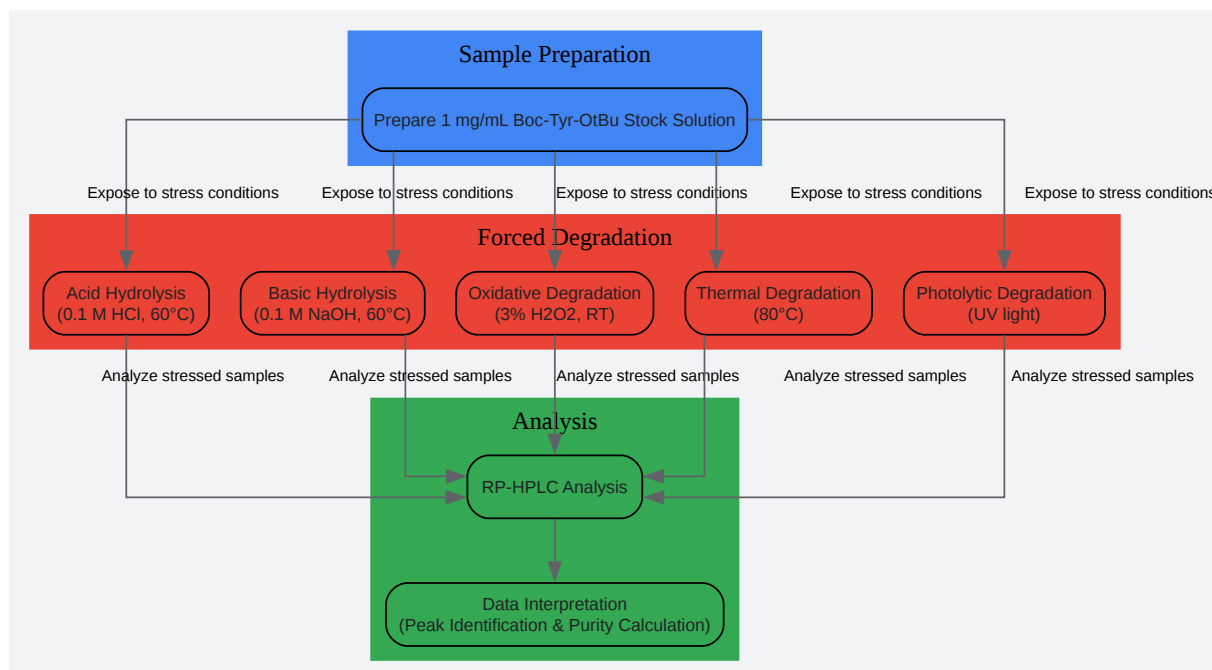 Sample Preparation
Prepare 1 mg/mL Boc-Tyr-OtBu Stock Solution
Expose to stress conditions
Expose to stress conditions
Expose to stress conditions
Expose to stress conditions
Expose to stress conditions
Forced Degradation
Acid Hydrolysis
(0.1 M HCl, 60°C)
Basic Hydrolysis
(0.1 M NaOH, 60°C)
Oxidative Degradation
(3% H2O2, RT)
Thermal Degradation
(80°C)
Photolytic Degradation
(UV light)
Analyze stressed samples
Analyze stressed samples
Analyze stressed samples
Analyze stressed samples
Analyze stressed samples
Analysis
RP-HPLC Analysis
Data Interpretation
(Peak Identification & Purity Calculation)